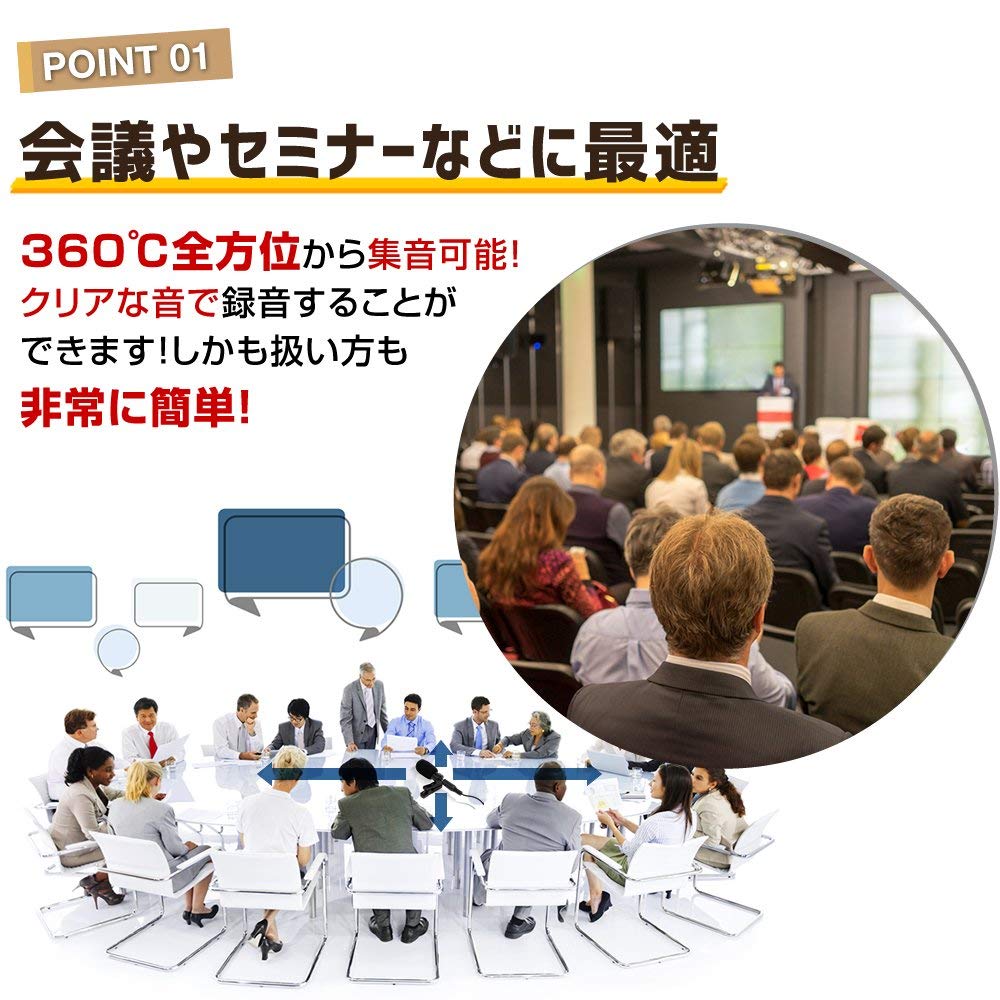 POINT 01
会議やセミナーなどに最適
360℃全方位から集音可能!
クリアな音で録音することが
できます!しかも扱い方も
非常に簡単!